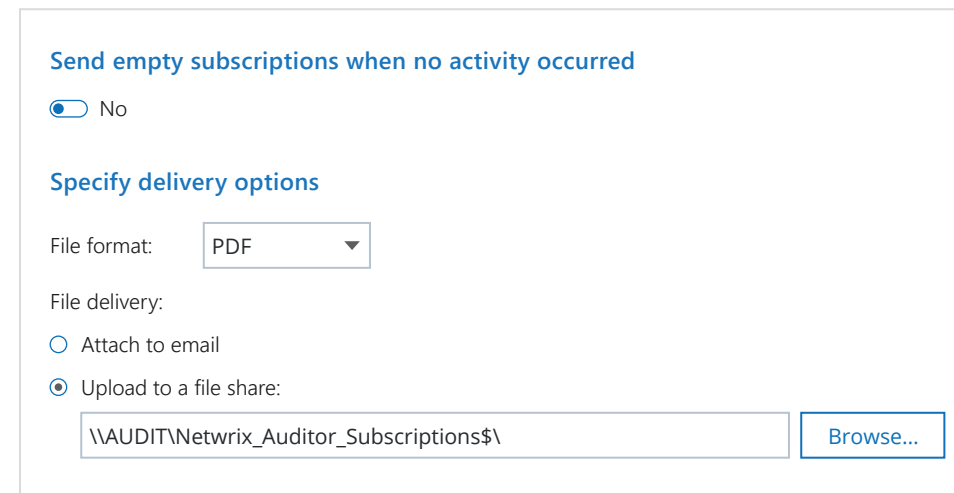 Send empty subscriptions when no activity occurred
No
Specify delivery options
File format: PDF
File delivery:
Attach to email
Upload to a file share:
\\AUDIT\Netwrix_Auditor_Subscriptions$\ Browse...